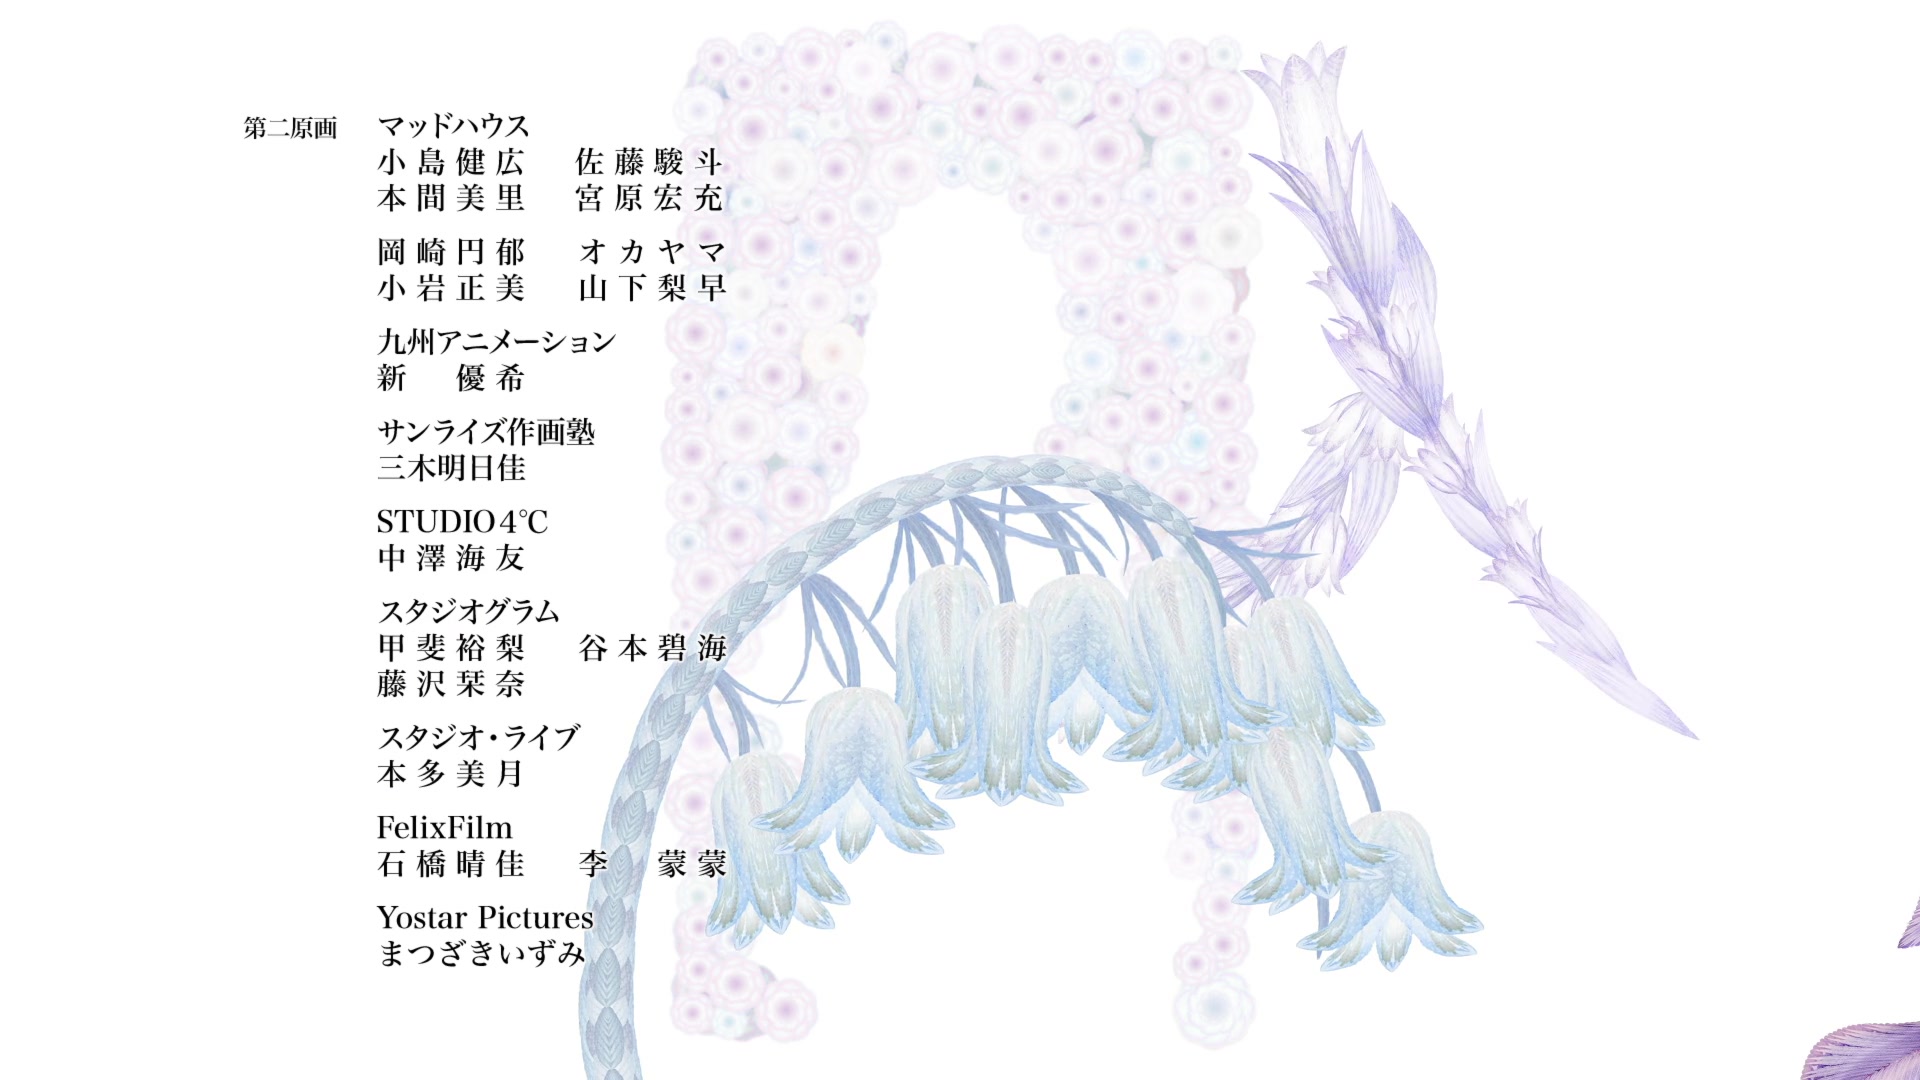 第二原画 マッドハウス
小島健広 佐藤駿斗
本間美里 宮原宏充
岡崎円郁 オカヤマ
小岩正美 山下梨早
九州アニメーション
新 優希
サンライズ作画塾
三木明日佳
STUDIO4℃
中澤海友
スタジオグラム
甲斐裕梨 谷本碧海
藤沢栞奈
スタジオ・ライブ
本多美月
FelixFilm
石橋晴佳 李 蒙蒙
Yostar Pictures
まつざきいずみ